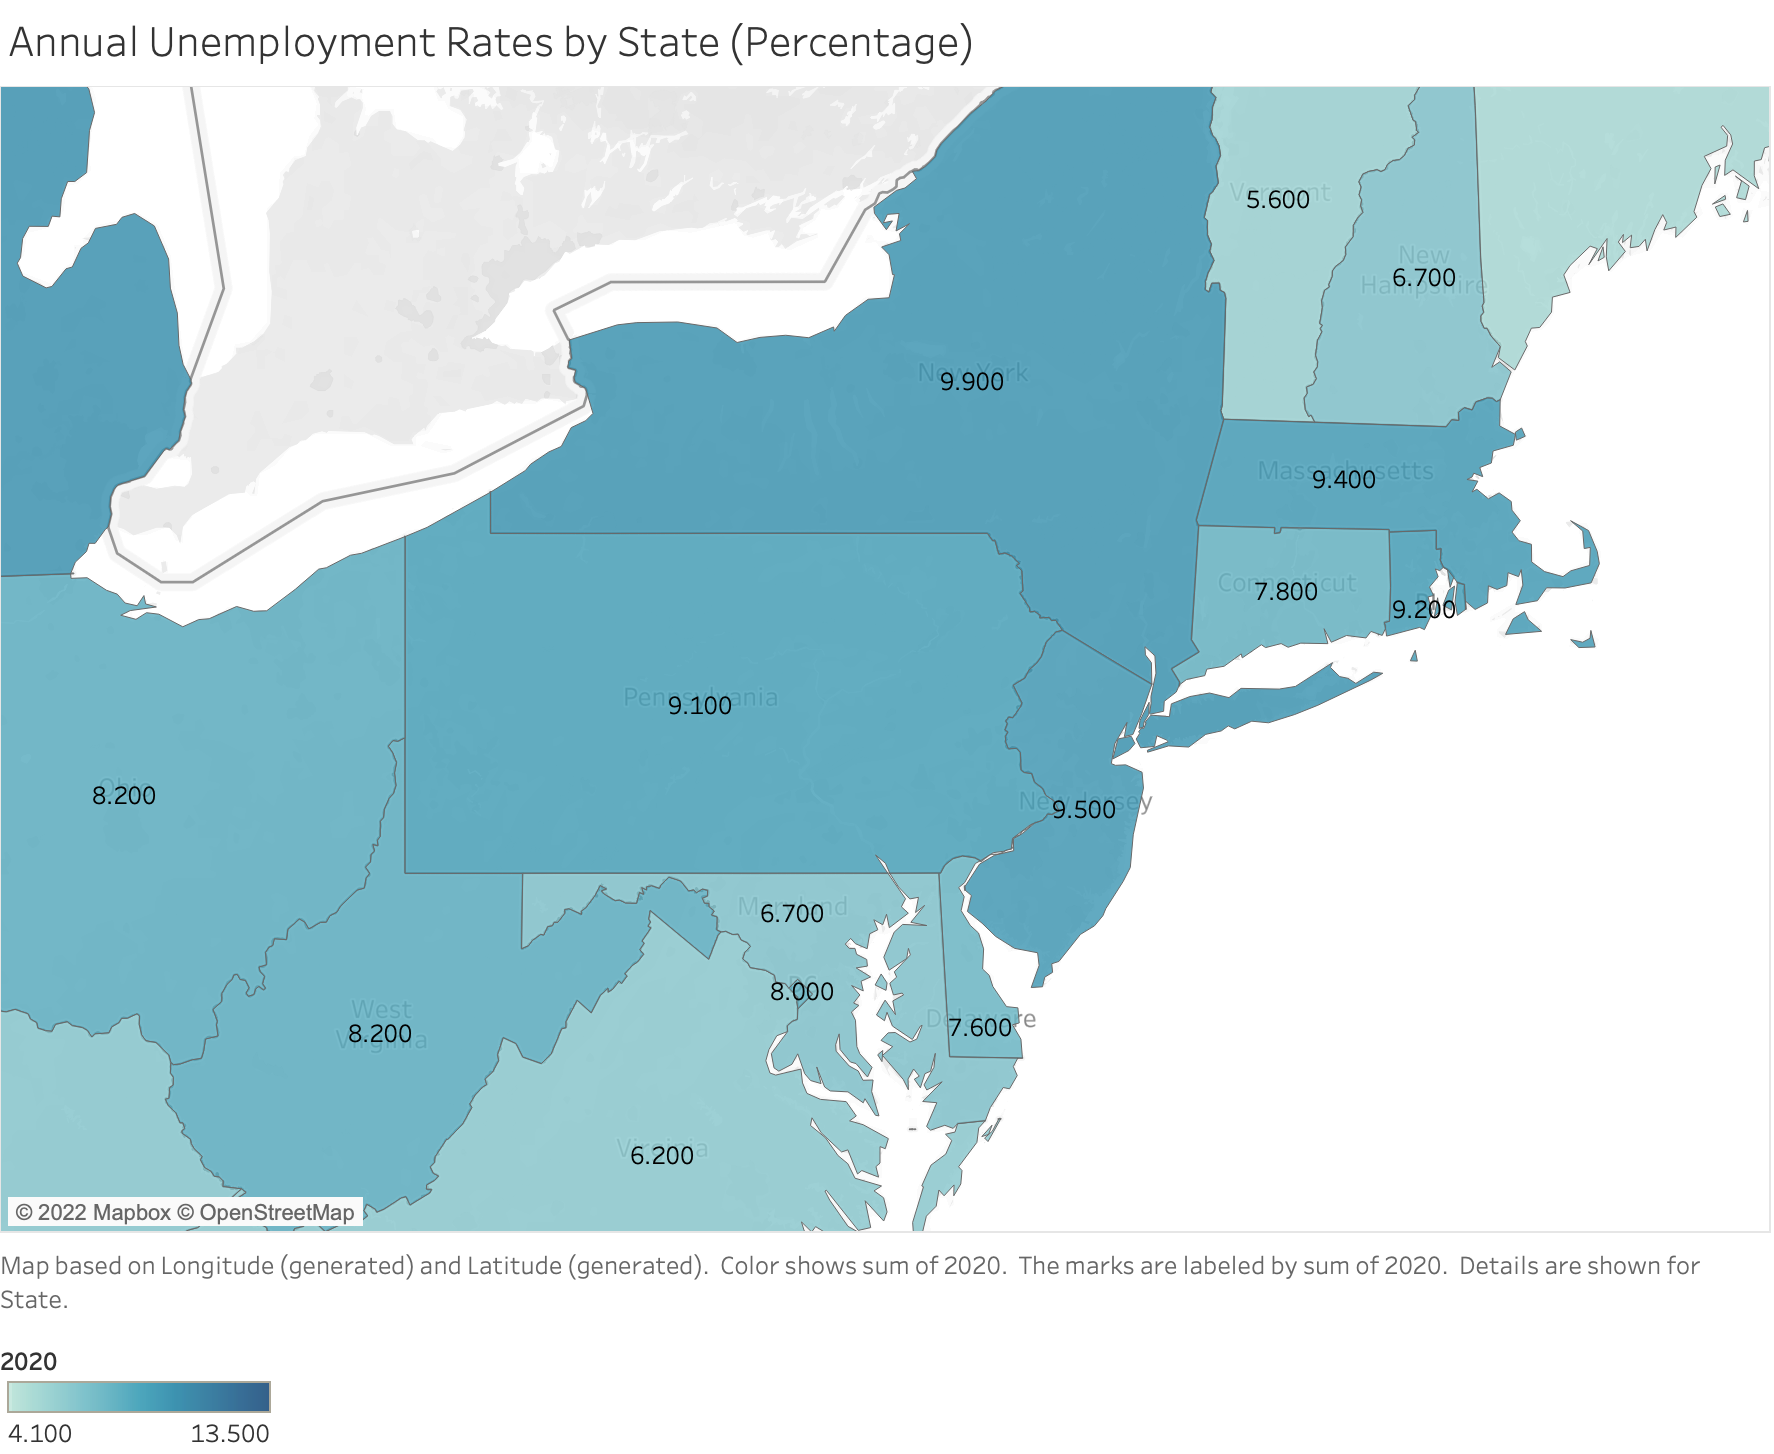 Annual Unemployment Rates by State (Percentage)
Vermont
5.600
New
6.700
Hampshire
New York
9.900
Massachusetts
9.400
Connecticut
7.800
9.200
Pennsylvania
9.100
Ohio
8.200
New Jersey
9.500
Maryland
6.700
DC
8.000
West
8.200
Virginia
Delaware
7.600
Virginia
6.200
© 2022 Mapbox © OpenStreetMap
Map based on Longitude (generated) and Latitude (generated). Color shows sum of 2020. The marks are labeled by sum of 2020. Details are shown for
State.
2020
4.100 13.500